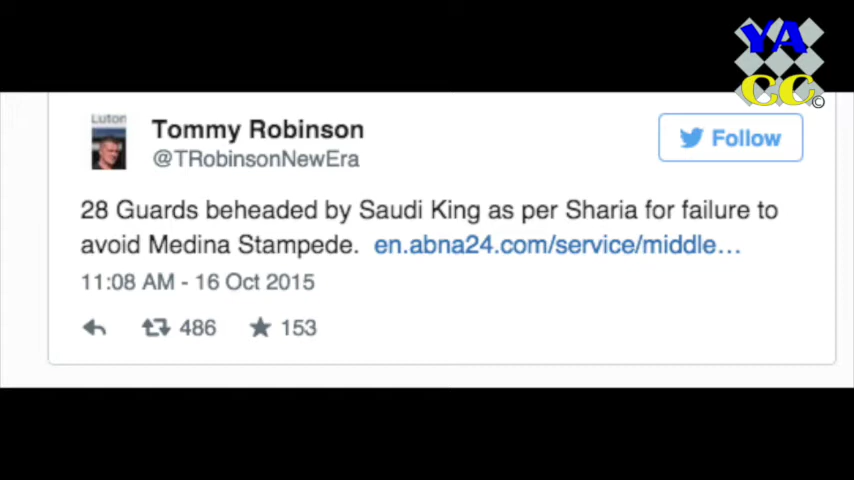 YA
CC©
Luton
Tommy Robinson
@TRobinsonNewEra
Follow
28 Guards beheaded by Saudi King as per Sharia for failure to
avoid Medina Stampede. en.abna24.com/service/middle…
11:08 AM - 16 Oct 2015
486 153